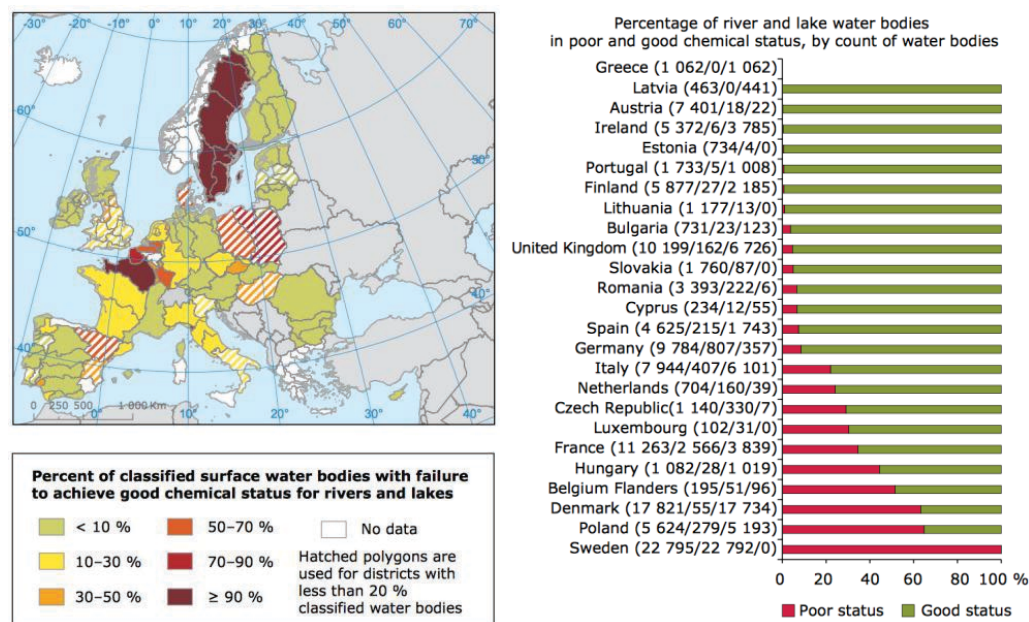 -30° -20° -10° 0° 10° 20° 30° 40° 50° 60° 70°
60°
50°
40°
60°
50°
40°
0 250 500 1 000 Km
0° 10° 20° 30° 40°
Percent of classified surface water bodies with failure
to achieve good chemical status for rivers and lakes
< 10 %
50–70 %
No data
10–30 %
70–90 %
30–50 %
≥ 90 %
Hatched polygons are
used for districts with
less than 20 %
classified water bodies
Percentage of river and lake water bodies
in poor and good chemical status, by count of water bodies
Greece (1 062/0/1 062)
Latvia (463/0/441)
Austria (7 401/18/22)
Ireland (5 372/6/3 785)
Estonia (734/4/0)
Portugal (1 733/5/1 008)
Finland (5 877/27/2 185)
Lithuania (1 177/13/0)
Bulgaria (731/23/123)
United Kingdom (10 199/162/6 726)
Slovakia (1 760/87/0)
Romania (3 393/222/6)
Cyprus (234/12/55)
Spain (4 625/215/1 743)
Germany (9 784/807/357)
Italy (7 944/407/6 101)
Netherlands (704/160/39)
Czech Republic(1 140/330/7)
Luxembourg (102/31/0)
France (11 263/2 566/3 839)
Hungary (1 082/28/1 019)
Belgium Flanders (195/51/96)
Denmark (17 821/55/17 734)
Poland (5 624/279/5 193)
Sweden (22 795/22 792/0)
0 20 40 60 80 100 %
Poor status
Good status